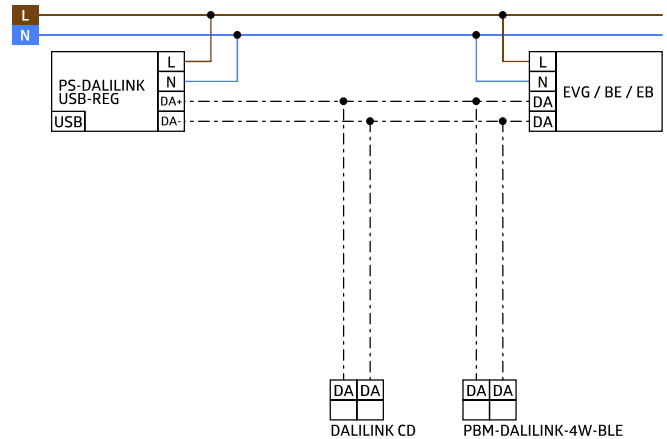 L
N
PS-DALILINK
USB-REG
USB
L
N
DA+
DA-
L
N
DA
DA
EVG / BE / EB
DA DA
DALILINK CD
DA DA
PBM-DALILINK-4W-BLE